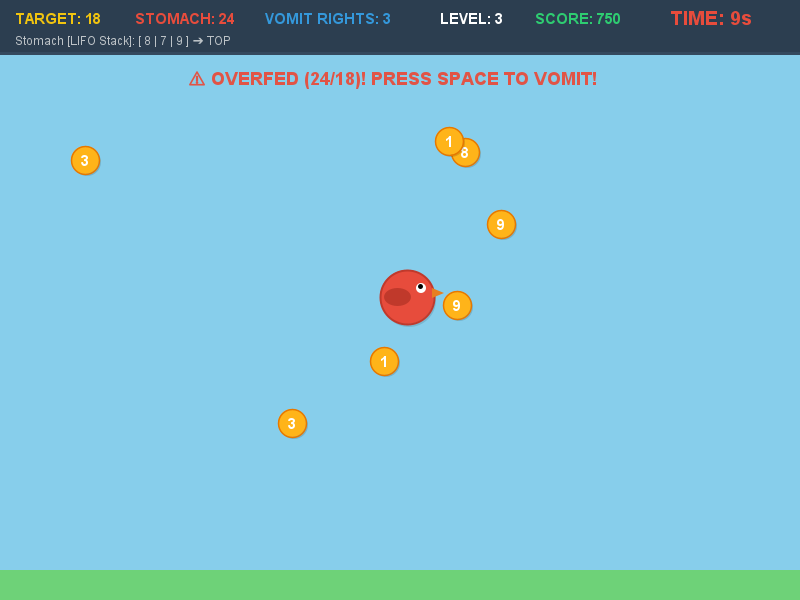 TARGET: 18 STOMACH: 24 VOMIT RIGHTS: 3 LEVEL: 3 SCORE: 750 TIME: 9s
Stomach [LIFO Stack]: [ 8 | 7 | 9 ] ➔ TOP
⚠ OVERFED (24/18)! PRESS SPACE TO VOMIT!
1
8
3
9
9
1
3